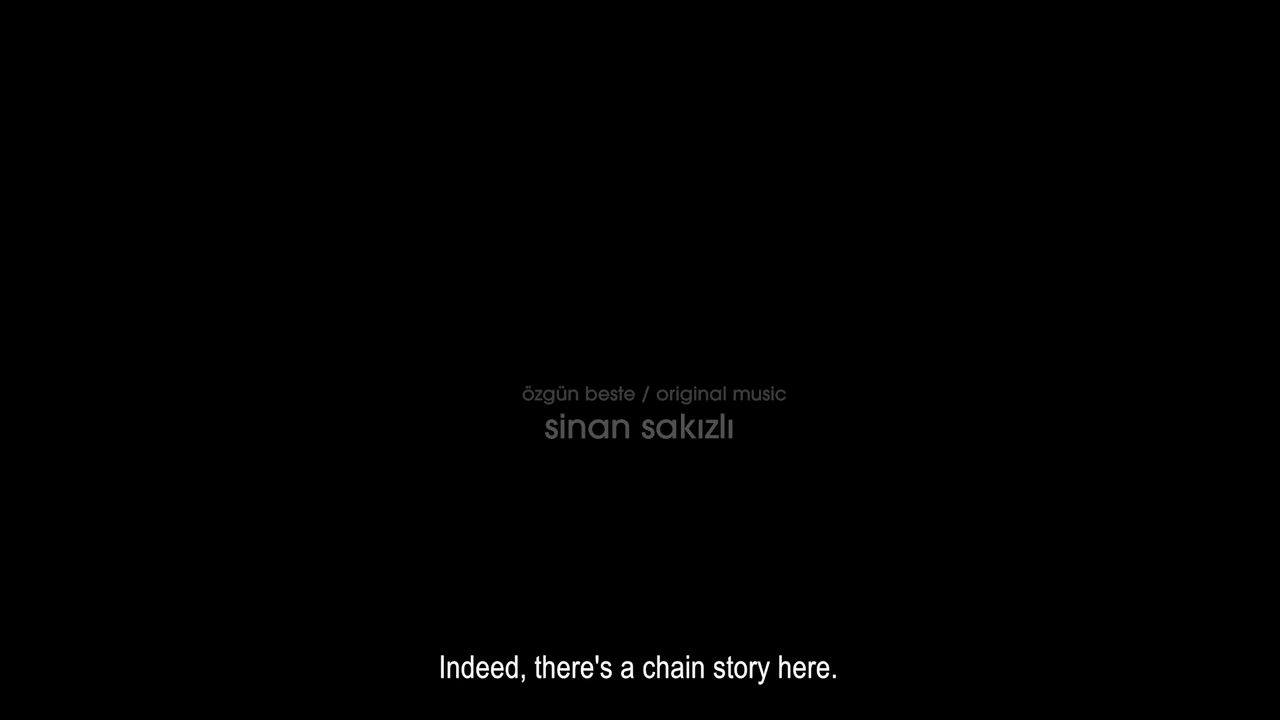 özgün beste / original music
sinan sakızlı
Indeed, there's a chain story here.